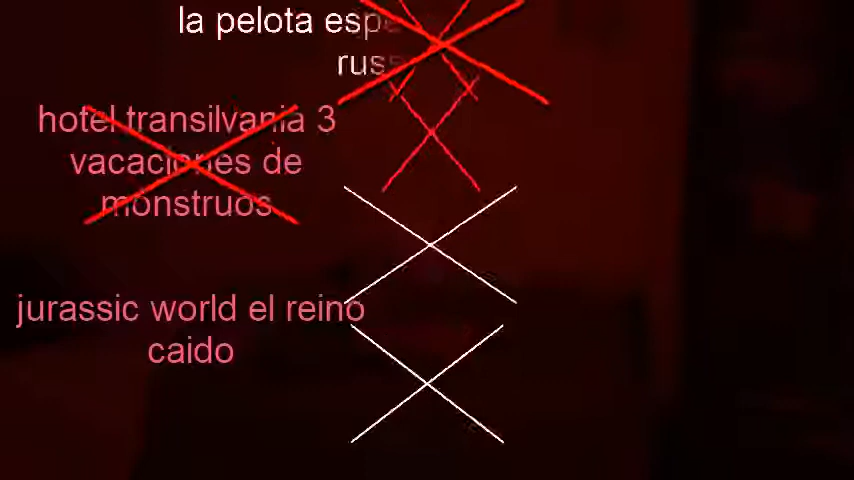 la pelota esp
rus
hotel transilvania 3
vacaciones de
monstruos
jurassic world el reino
caido